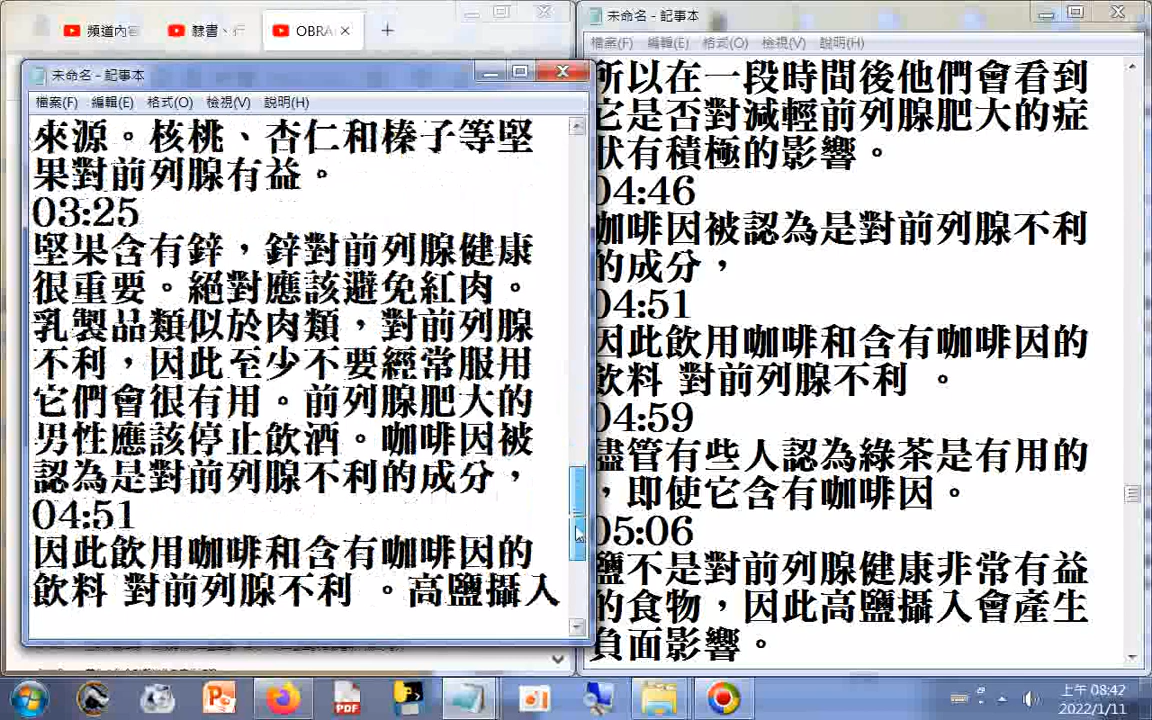 頻道內容
隸書、行
OBRA
未命名 - 記事本
檔案(F) 編輯(E) 格式(O) 檢視(V) 說明(H)
來源。核桃、杏仁和榛子等堅
果對前列腺有益。
03:25
堅果含有鋅，鋅對前列腺健康
很重要。絕對應該避免紅肉。
乳製品類似於肉類，對前列腺
不利，因此至少不要經常服用
它們會很有用。前列腺肥大的
男性應該停止飲酒。咖啡因被
認為是對前列腺不利的成分，
04:51
因此飲用咖啡和含有咖啡因的
飲料 對前列腺不利 。高鹽攝入
未命名 - 記事本
檔案(F) 編輯(E) 格式(O) 檢視(V) 說明(H)
所以在一段時間後他們會看到
它是否對減輕前列腺肥大的症
狀有積極的影響。
04:46
咖啡因被認為是對前列腺不利
的成分，
04:51
因此飲用咖啡和含有咖啡因的
飲料 對前列腺不利 。
04:59
儘管有些人認為綠茶是有用的
，即使它含有咖啡因。
05:06
鹽不是對前列腺健康非常有益
的食物，因此高鹽攝入會產生
負面影響。
PDF
上午 08:42
2022/1/11